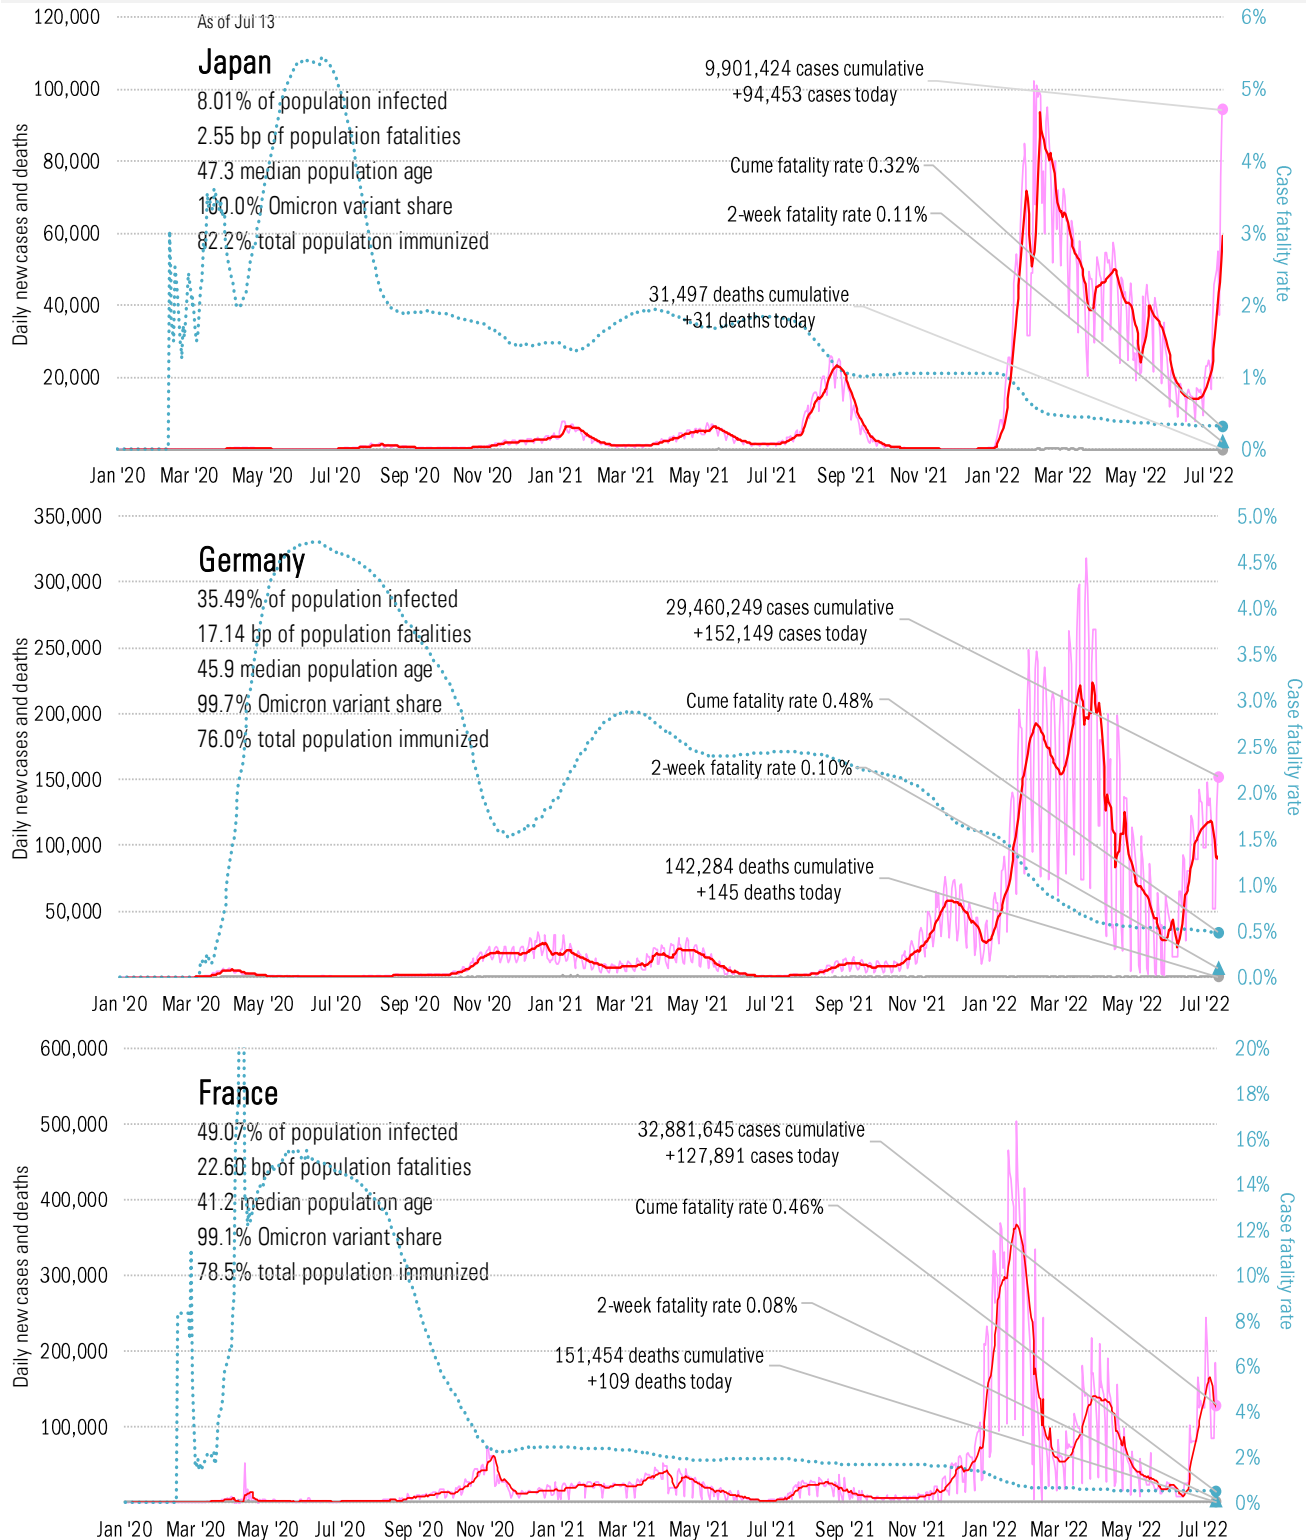 120,000
As of Jul 13
6%
Japan
9,901,424 cases cumulative
+94,453 cases today
100,000
8.01% of population infected
5%
2.55 bp of population fatalities
80,000
47.3 median population age
Cume fatality rate 0.32%
4%
100.0% Omicron variant share
2-week fatality rate 0.11%
60,000
82.2% total population immunized
3%
31,497 deaths cumulative
+31 deaths today
40,000
2%
20,000
1%
0%
Daily new cases and deaths
Case fatality rate
Jan '20 Mar '20 May '20 Jul '20 Sep '20 Nov '20 Jan '21 Mar '21 May '21 Jul '21 Sep '21 Nov '21 Jan '22 Mar '22 May '22 Jul '22
350,000
5.0%
Germany
4.5%
300,000
35.49% of population infected
29,460,249 cases cumulative
+152,149 cases today
4.0%
17.14 bp of population fatalities
250,000
45.9 median population age
3.5%
99.7% Omicron variant share
Cume fatality rate 0.48%
3.0%
200,000
76.0% total population immunized
2-week fatality rate 0.10%
2.5%
150,000
2.0%
100,000
1.5%
142,284 deaths cumulative
+145 deaths today
1.0%
50,000
0.5%
0.0%
Daily new cases and deaths
Case fatality rate
Jan '20 Mar '20 May '20 Jul '20 Sep '20 Nov '20 Jan '21 Mar '21 May '21 Jul '21 Sep '21 Nov '21 Jan '22 Mar '22 May '22 Jul '22
600,000
20%
France
18%
500,000
49.07% of population infected
32,881,645 cases cumulative
+127,891 cases today
16%
22.60 bp of population fatalities
14%
400,000
41.2 median population age
Cume fatality rate 0.46%
12%
99.1% Omicron variant share
300,000
78.5% total population immunized
10%
2-week fatality rate 0.08%
8%
200,000
151,454 deaths cumulative
+109 deaths today
6%
100,000
4%
2%
0%
Daily new cases and deaths
Case fatality rate
Jan '20 Mar '20 May '20 Jul '20 Sep '20 Nov '20 Jan '21 Mar '21 May '21 Jul '21 Sep '21 Nov '21 Jan '22 Mar '22 May '22 Jul '22